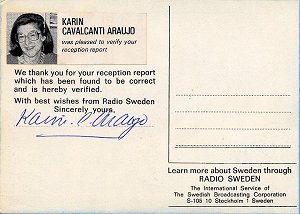 KARIN
CAVALCANTI ARAUJO
was pleased to verify your
reception report
We thank you for your reception report
which has been found to be correct
and is hereby verified.
With best wishes from Radio Sweden
Sincerely yours,
Karin C Araujo
Learn more about Sweden through
RADIO SWEDEN
The International Service of
The Swedish Broadcasting Corporation
S-105 10 Stockholm 1 Sweden